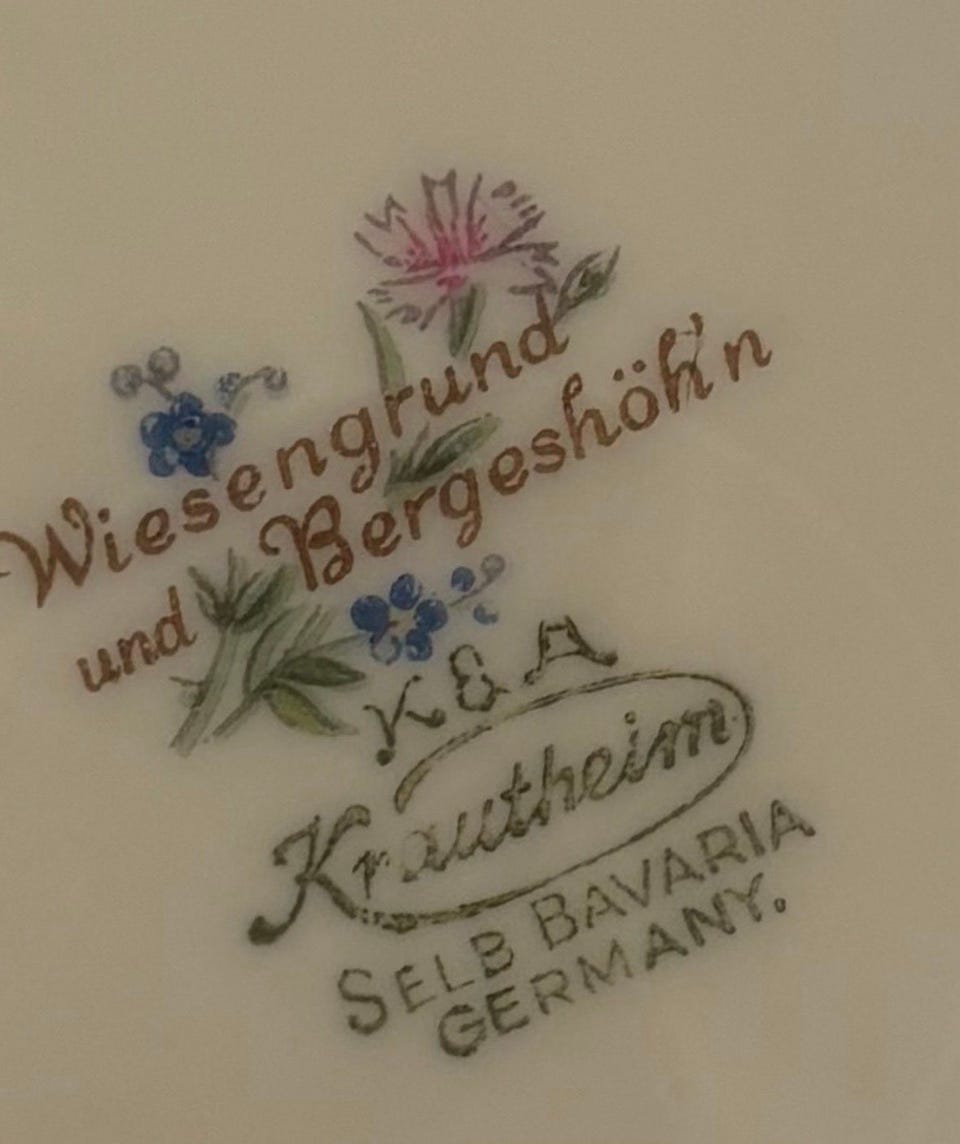 Wiesengrund
und Bergeshöh'n
K & A
Krautheim
SELB BAVARIA
GERMANY.